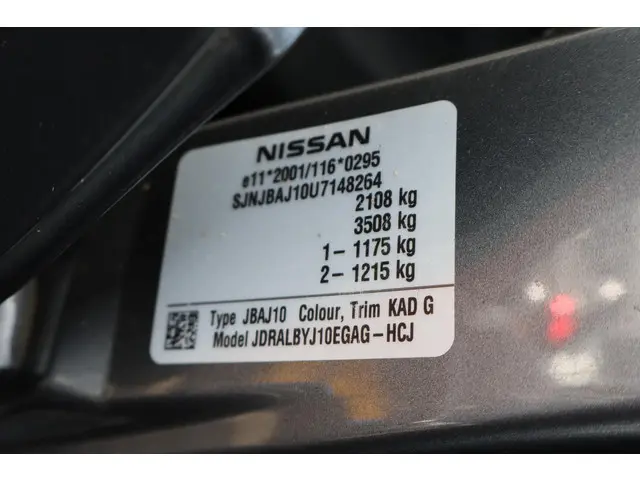 NISSAN
e11*2001/116*0295
SJNJBAJ10U7148264
2108 kg
3508 kg
1- 1175 kg
2- 1215 kg
Type JBAJ10 Colour, Trim KAD G
Model JDRALBYJ10EGAG-HCJ